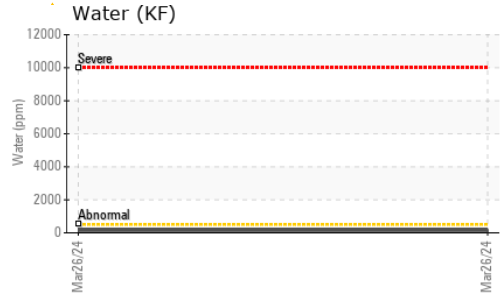 Water (KF)
12000
Severe
10000
8000
Water (ppm)
6000
4000
2000
Abnormal
0
Mar26/24
Mar26/24